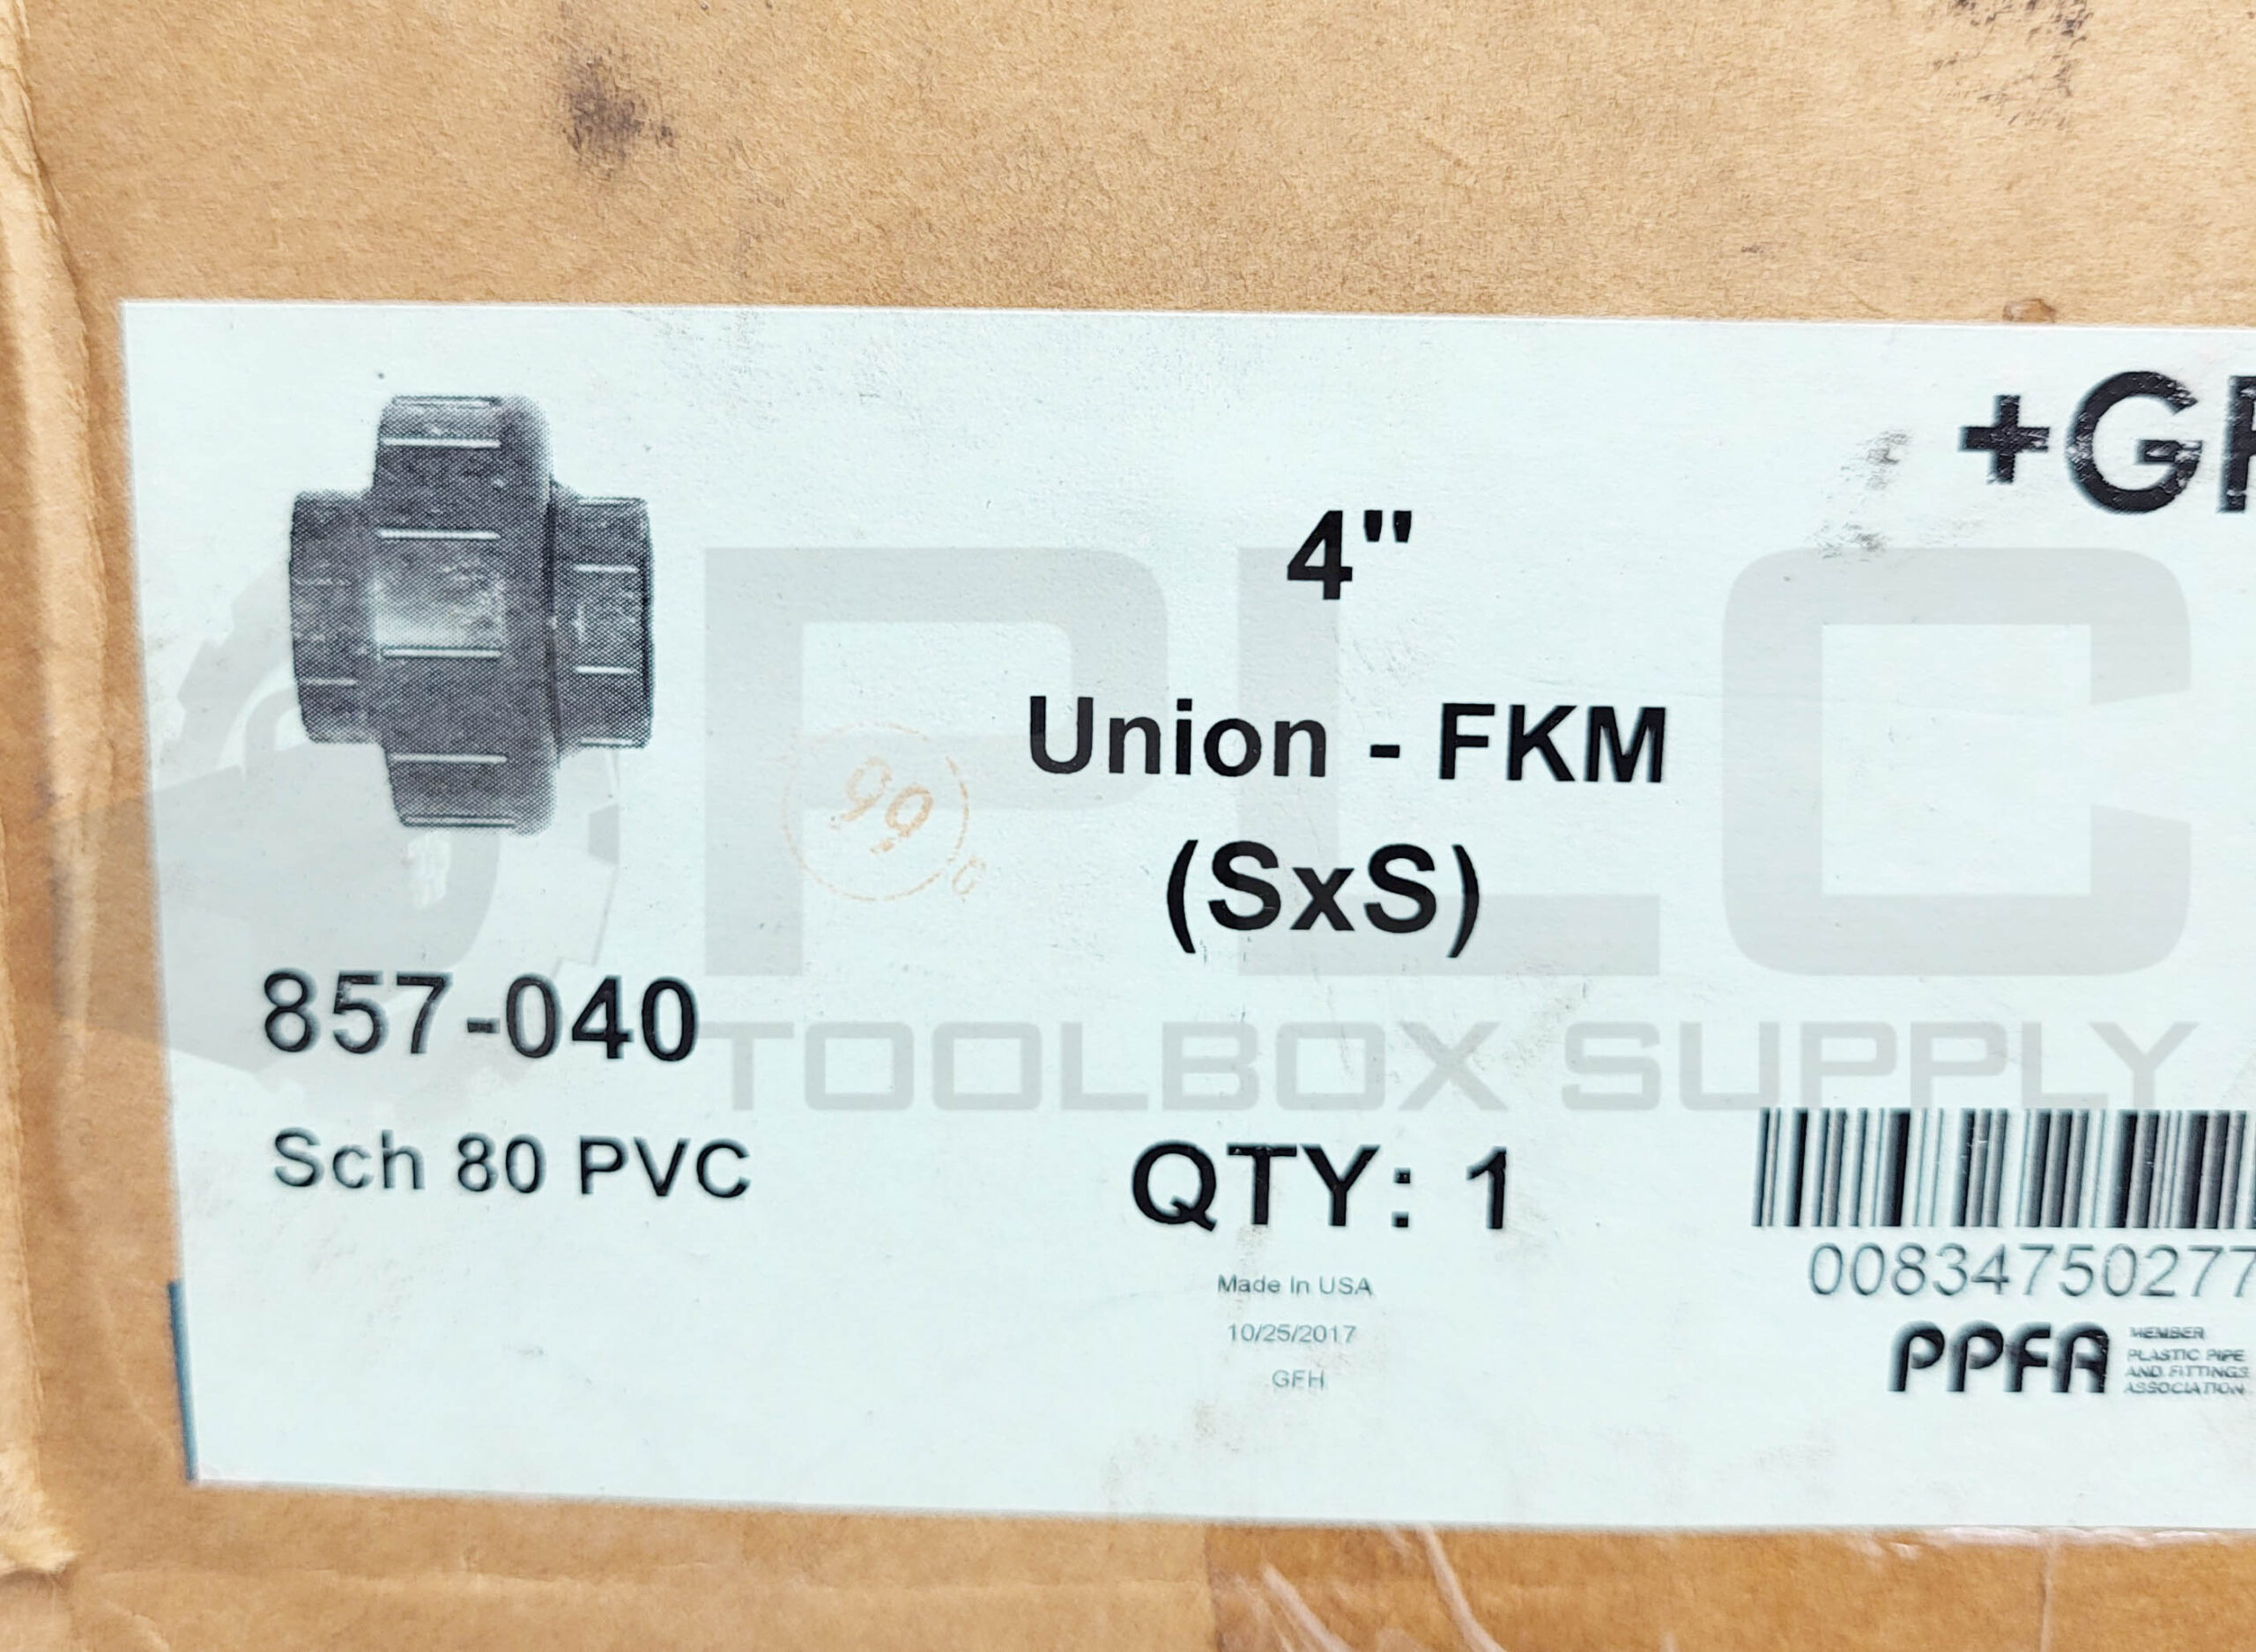 +GF
4"
Union - FKM
(SxS)
857-040
Sch 80 PVC
QTY: 1
Made In USA
10/25/2017
GFH
00834750277
PPFA
MEMBER
PLASTIC PIPE
AND FITTINGS
ASSOCIATION
PLC
TOOLBOX SUPPLY